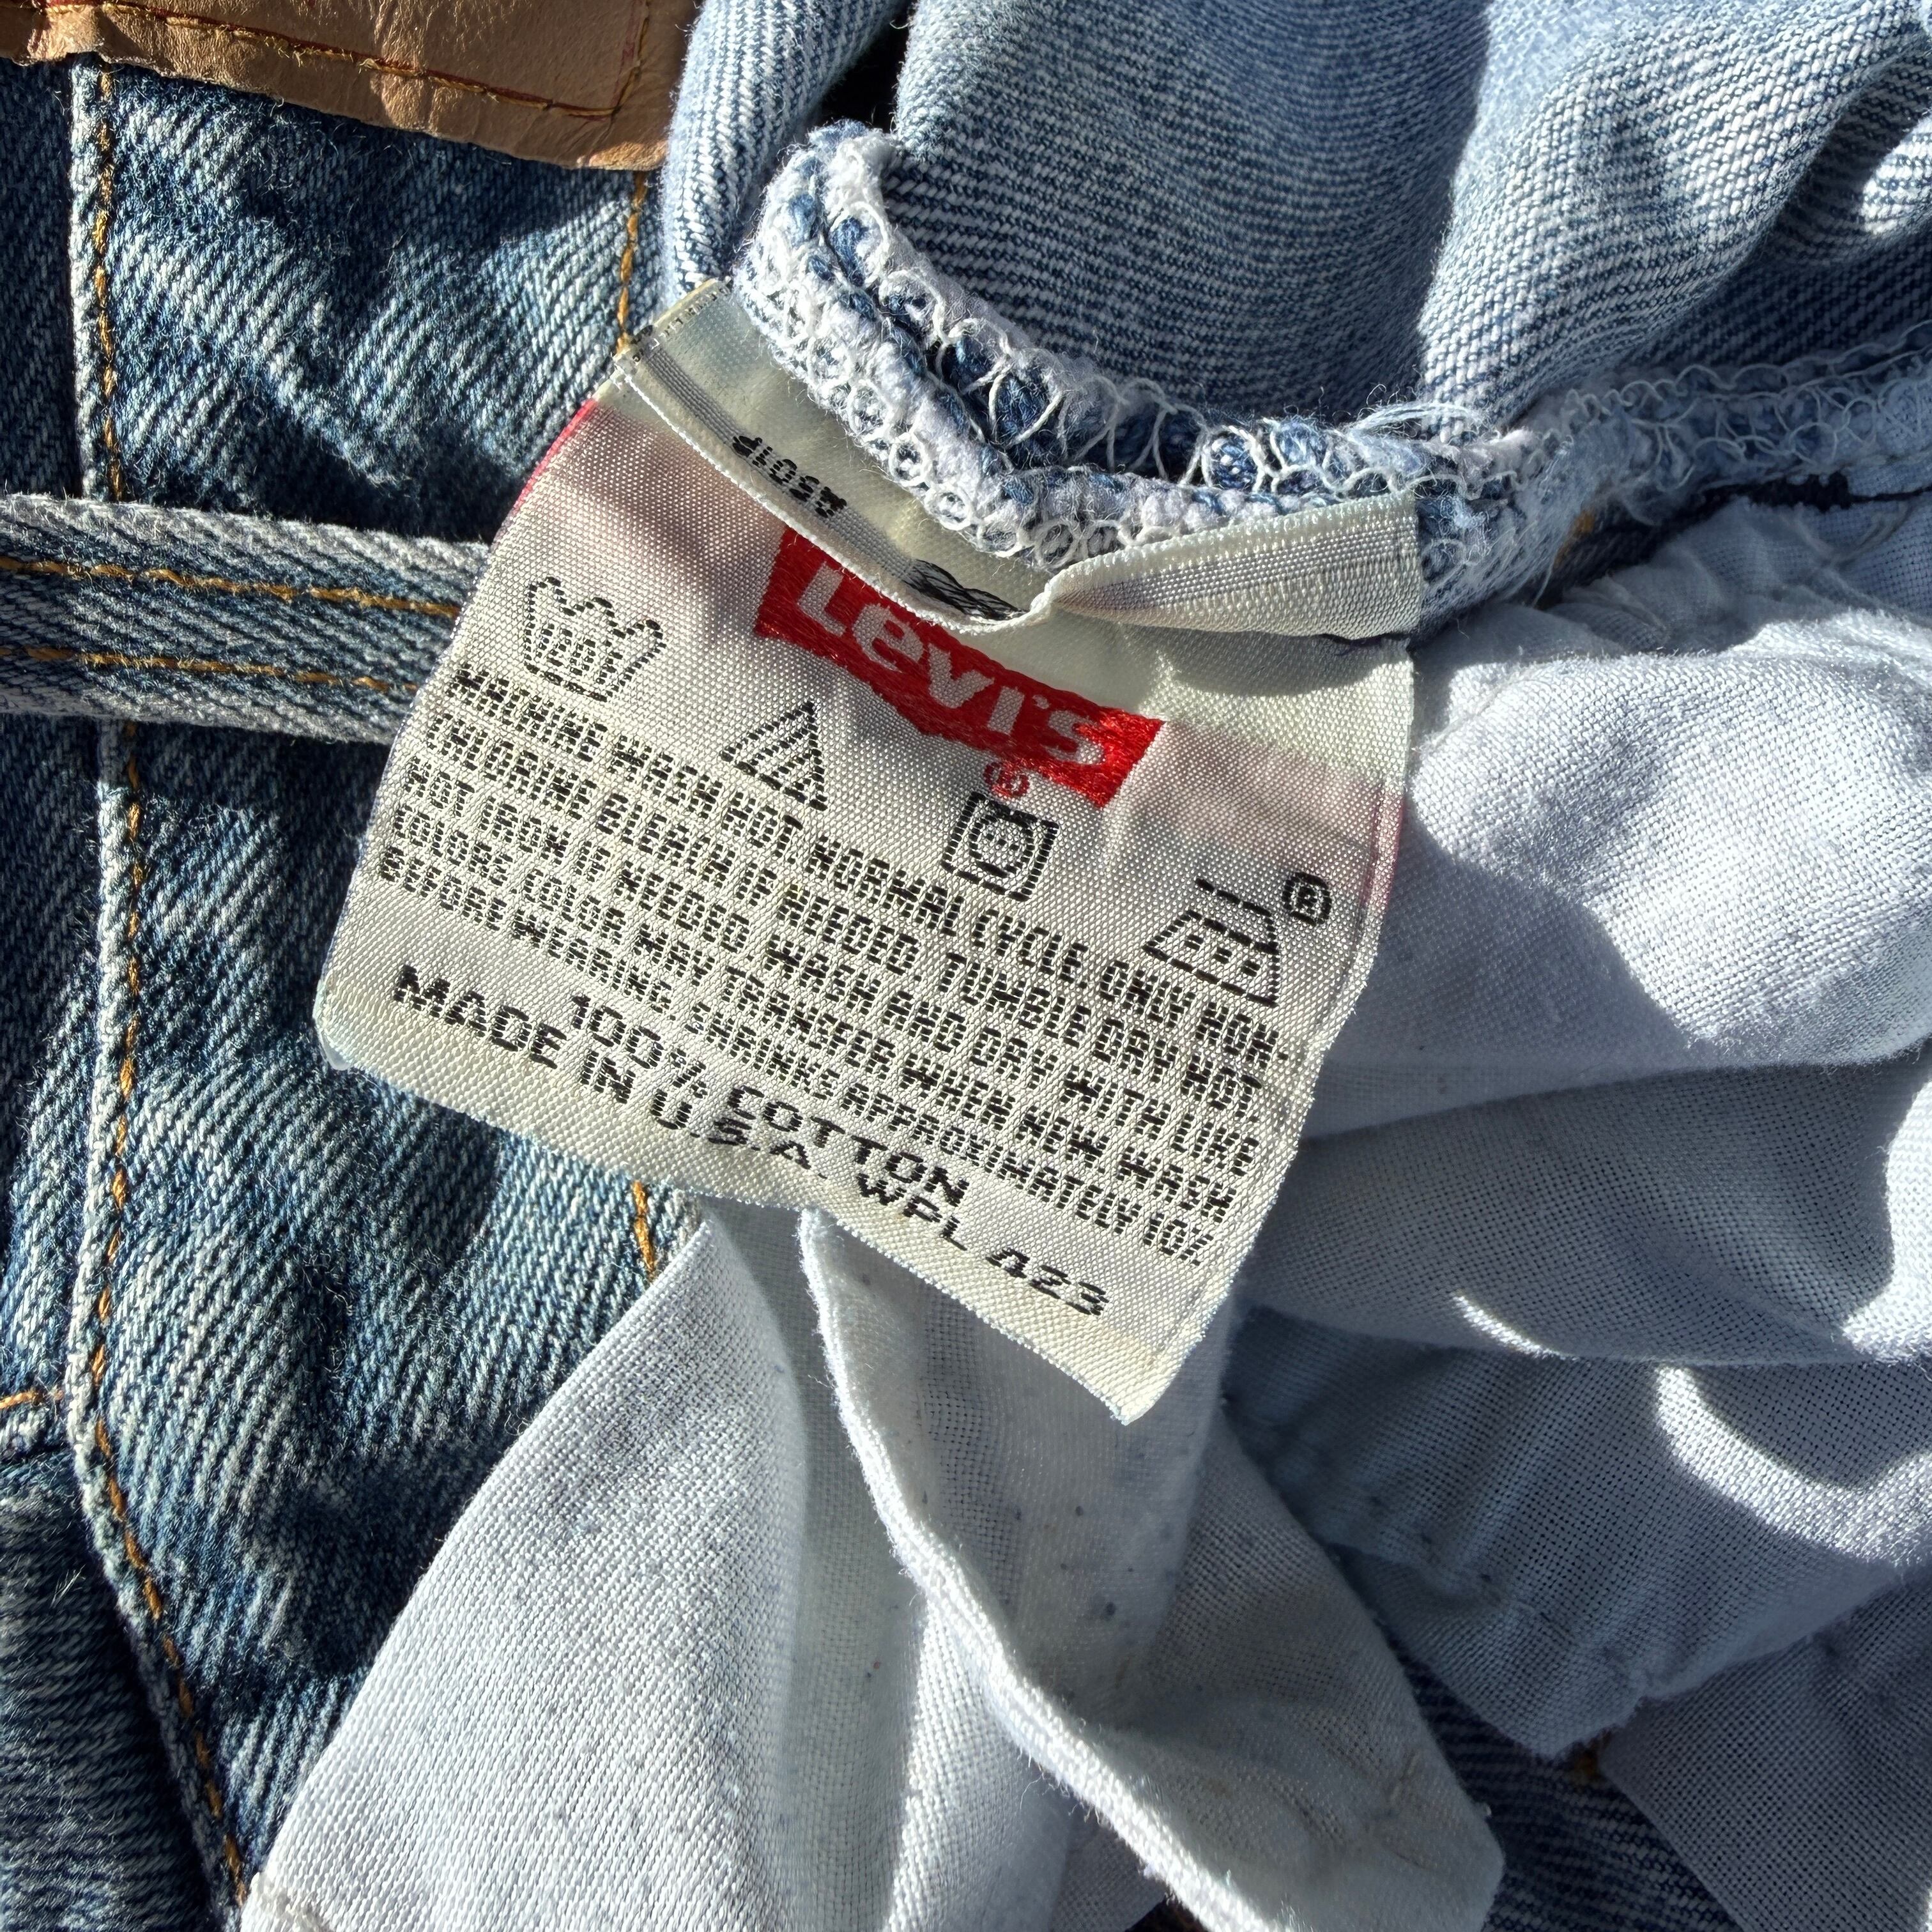 Levi's ®
120F
MACHINE WASH HOT. NORMAL CYCLE. ONLY NON-
CHLORINE BLEACH IF NEEDED. TUMBLE DRY HOT.
HOT IRON IF NEEDED. WASH AND DRY WITH LIKE
COLORS/COLOR MAY TRANSFER WHEN NEW. WASH
BEFORE WEARING. SHRINKS APPROXIMATELY 10%.
100% COTTON
MADE IN U.S.A. WPL 423